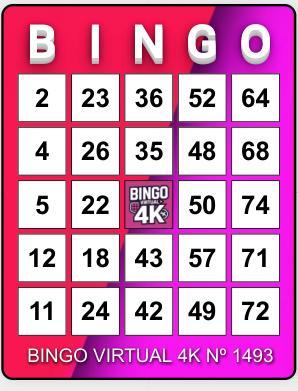 B I N G O
2 23 36 52 64
4 26 35 48 68
5 22 BINGO VIRTUAL 4K 50 74
12 18 43 57 71
11 24 42 49 72
BINGO VIRTUAL 4K Nº 1493